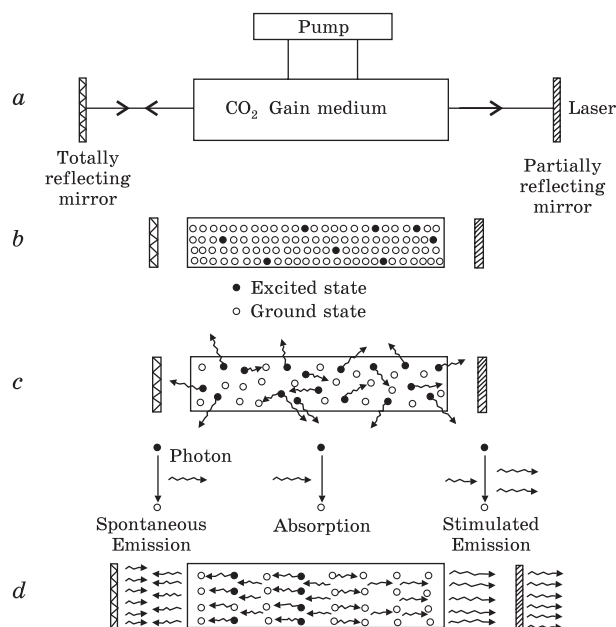 Pump
a
CO₂ Gain medium
Laser
Totally
reflecting
mirror
Partially
reflecting
mirror
b
Excited state
Ground state
c
Photon
Spontaneous
Emission
Absorption
Stimulated
Emission
d